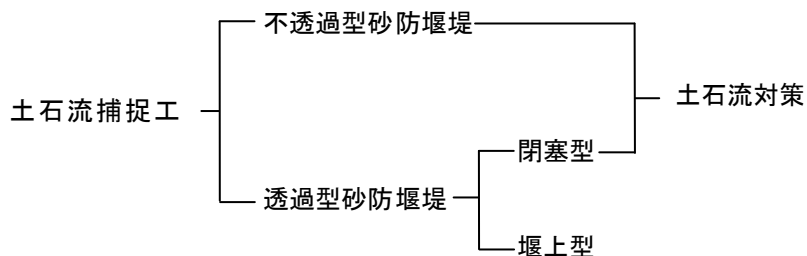 不透過型砂防堰堤
土石流捕捉工
土石流対策
閉塞型
透過型砂防堰堤
堰上型